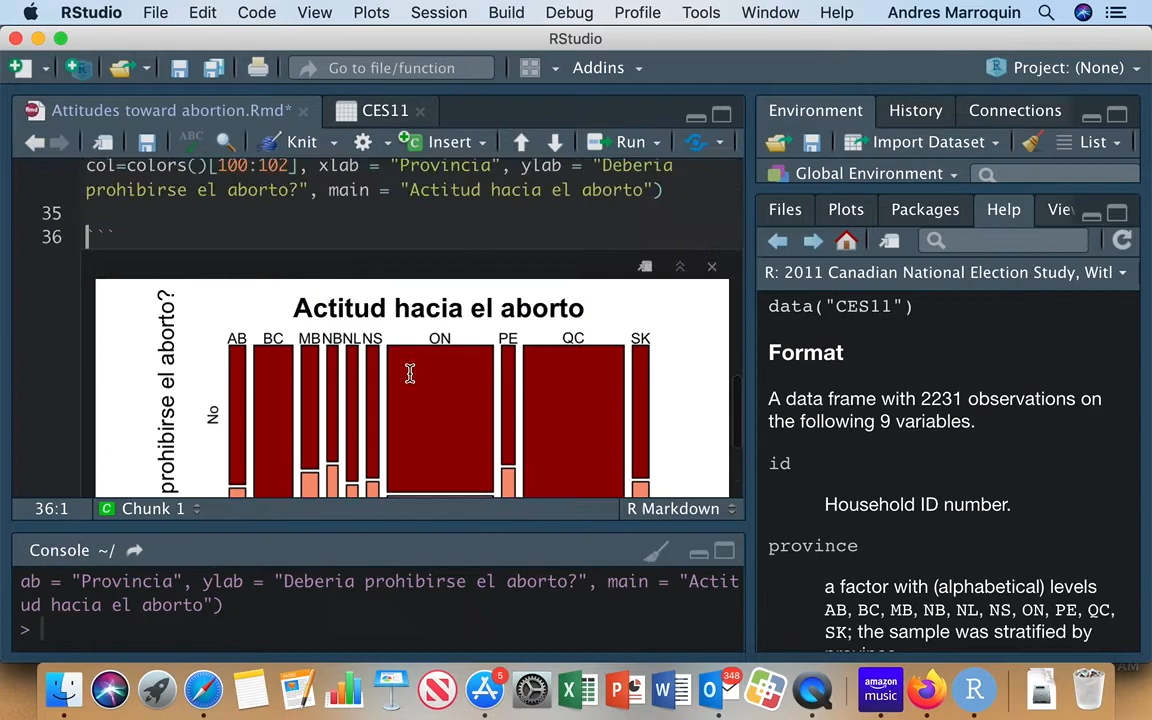 RStudio File Edit Code View Plots Session Build Debug Profile Tools Window Help Andres Marroquin
RStudio
Go to file/function Addins Project: (None)
Attitudes toward abortion.Rmd* CES11
ABC Knit Insert Run
col=colors()[100:102], xlab = "Provincia", ylab = "Deberia
prohibirse el aborto?", main = "Actitud hacia el aborto")
35
36 ```
Actitud hacia el aborto
AB BC MB NB NL NS ON PE QC SK
prohibirse el aborto?
No
36:1 C Chunk 1 R Markdown
Console ~/
ab = "Provincia", ylab = "Deberia prohibirse el aborto?", main = "Actit
ud hacia el aborto")
>
Environment History Connections
Import Dataset List
Global Environment
Files Plots Packages Help
R: 2011 Canadian National Election Study, Witl
data("CES11")
Format
A data frame with 2231 observations on
the following 9 variables.
id
Household ID number.
province
a factor with (alphabetical) levels
AB, BC, MB, NB, NL, NS, ON, PE, QC,
SK; the sample was stratified by
5
348
amazon
music
R
AM